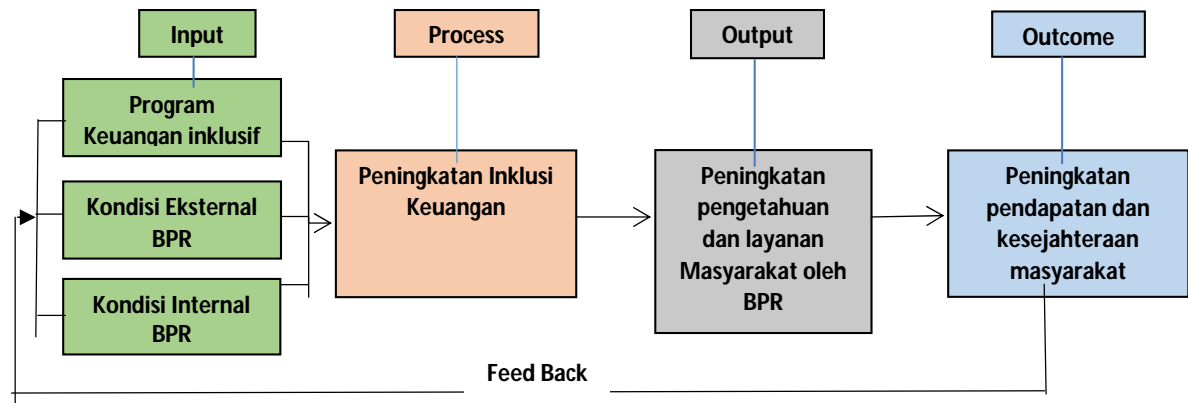 Input
Process
Output
Outcome
Program
Keuangan inklusif
Kondisi Eksternal
BPR
Kondisi Internal
BPR
Peningkatan Inklusi
Keuangan
Peningkatan
pengetahuan
dan layanan
Masyarakat oleh
BPR
Peningkatan
pendapatan dan
kesejahteraan
masyarakat
Feed Back